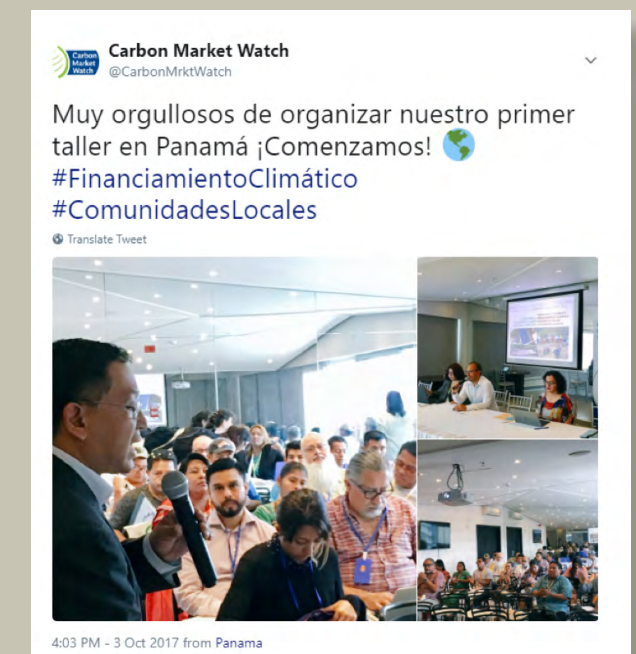 Carbon
Market
Watch
Carbon Market Watch
@CarbonMrktWatch
Muy orgullosos de organizar nuestro primer
taller en Panamá ¡Comenzamos! 🌎
#FinanciamientoClimático
#ComunidadesLocales
Translate Tweet
4:03 PM - 3 Oct 2017 from Panama